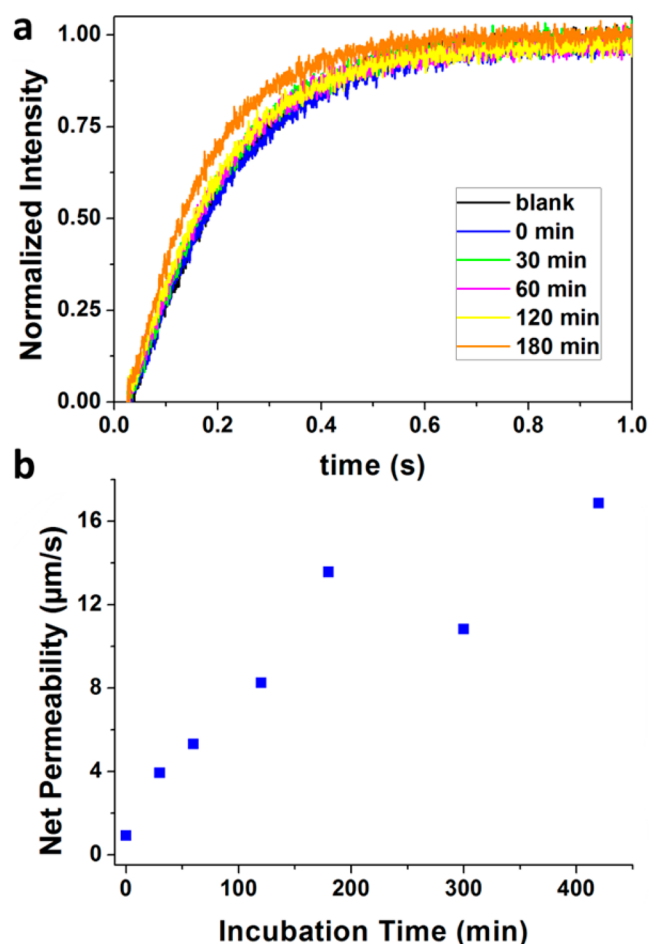 a
Normalized Intensity
1.00
0.75
0.50
0.25
0.00
blank
0 min
30 min
60 min
120 min
180 min
0.0 0.2 0.4 0.6 0.8 1.0
time (s)
b
Net Permeability (µm/s)
16
12
8
4
0
0 100 200 300 400
Incubation Time (min)